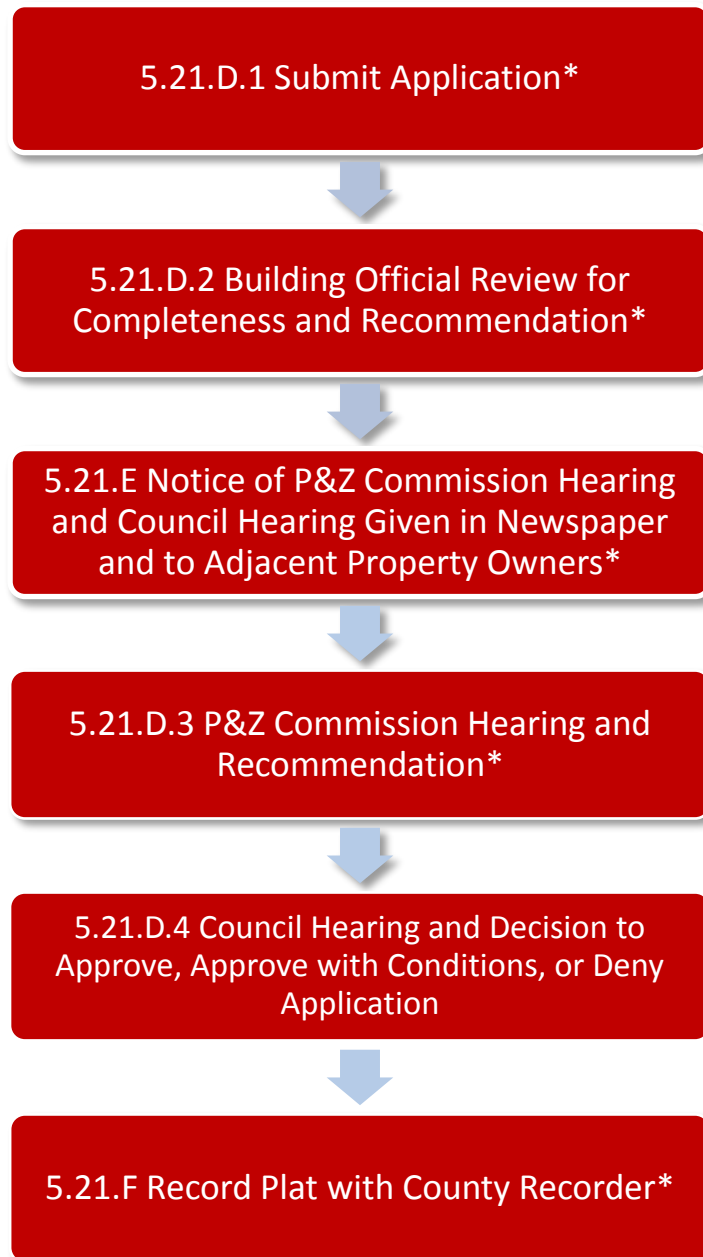 5.21.D.1 Submit Application*
5.21.D.2 Building Official Review for
Completeness and Recommendation*
5.21.E Notice of P&Z Commission Hearing
and Council Hearing Given in Newspaper
and to Adjacent Property Owners*
5.21.D.3 P&Z Commission Hearing and
Recommendation*
5.21.D.4 Council Hearing and Decision to
Approve, Approve with Conditions, or Deny
Application
5.21.F Record Plat with County Recorder*